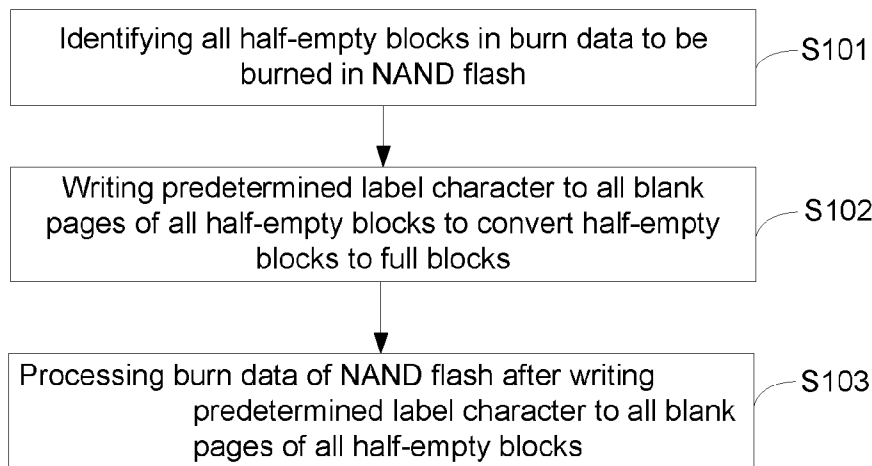 Identifying all half-empty blocks in burn data to be
burned in NAND flash
S101
Writing predetermined label character to all blank
pages of all half-empty blocks to convert half-empty
blocks to full blocks
S102
Processing burn data of NAND flash after writing
predetermined label character to all blank
pages of all half-empty blocks
S103